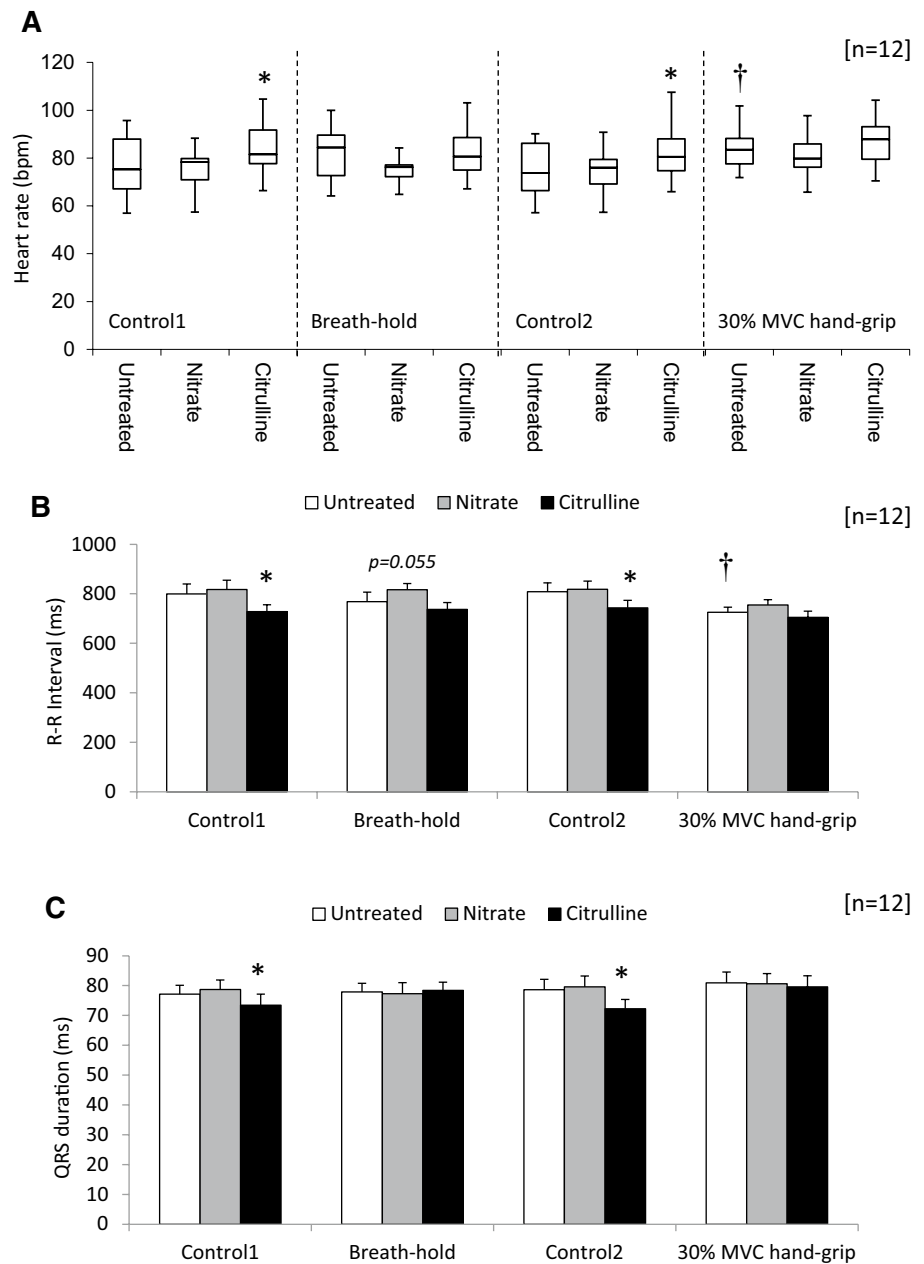 A
[n=12]
120
100
80
60
40
20
0
Heart rate (bpm)
*
*
†
Control1
Breath-hold
Control2
30% MVC hand-grip
Untreated
Nitrate
Citrulline
Untreated
Nitrate
Citrulline
Untreated
Nitrate
Citrulline
Untreated
Nitrate
Citrulline
B
Untreated Nitrate Citrulline
[n=12]
1000
800
600
400
200
0
R-R Interval (ms)
*
p=0.055
*
†
Control1
Breath-hold
Control2
30% MVC hand-grip
C
Untreated Nitrate Citrulline
[n=12]
90
80
70
60
50
40
30
20
10
0
QRS duration (ms)
*
*
Control1
Breath-hold
Control2
30% MVC hand-grip